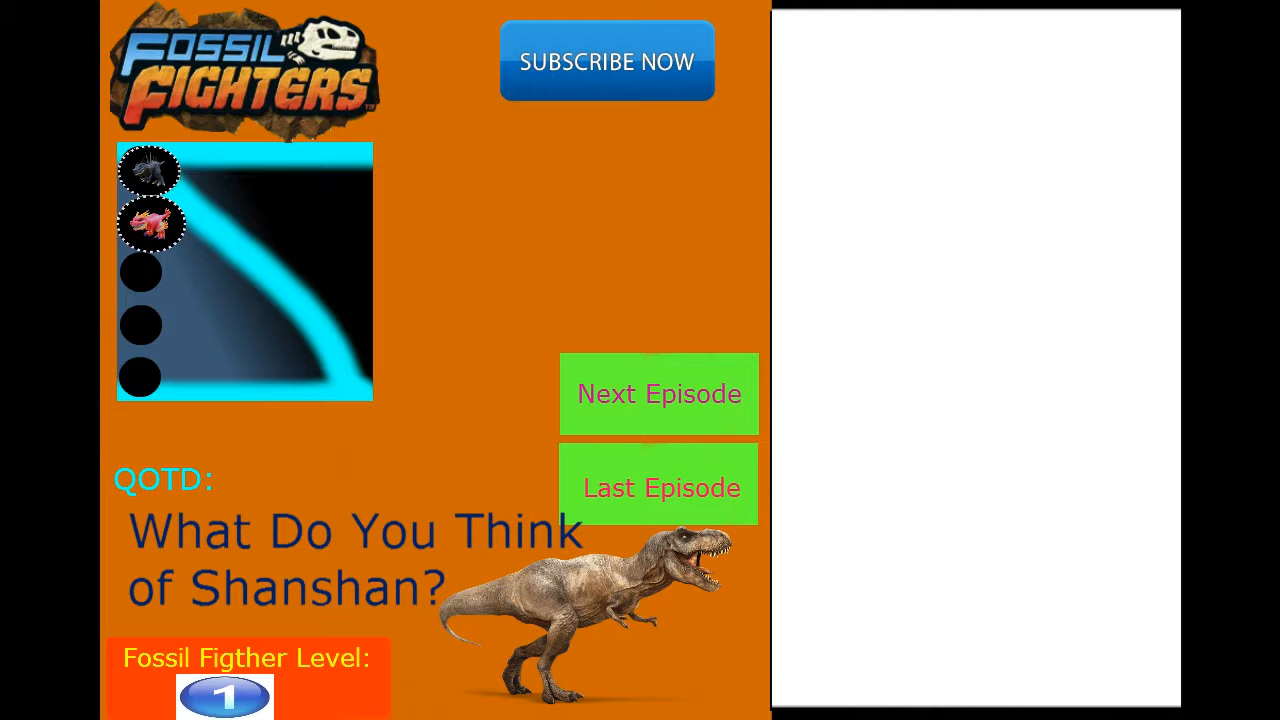 FOSSIL
FIGHTERS
TM
SUBSCRIBE NOW
Next Episode
Last Episode
QOTD:
What Do You Think
of Shanshan?
Fossil Figther Level:
1